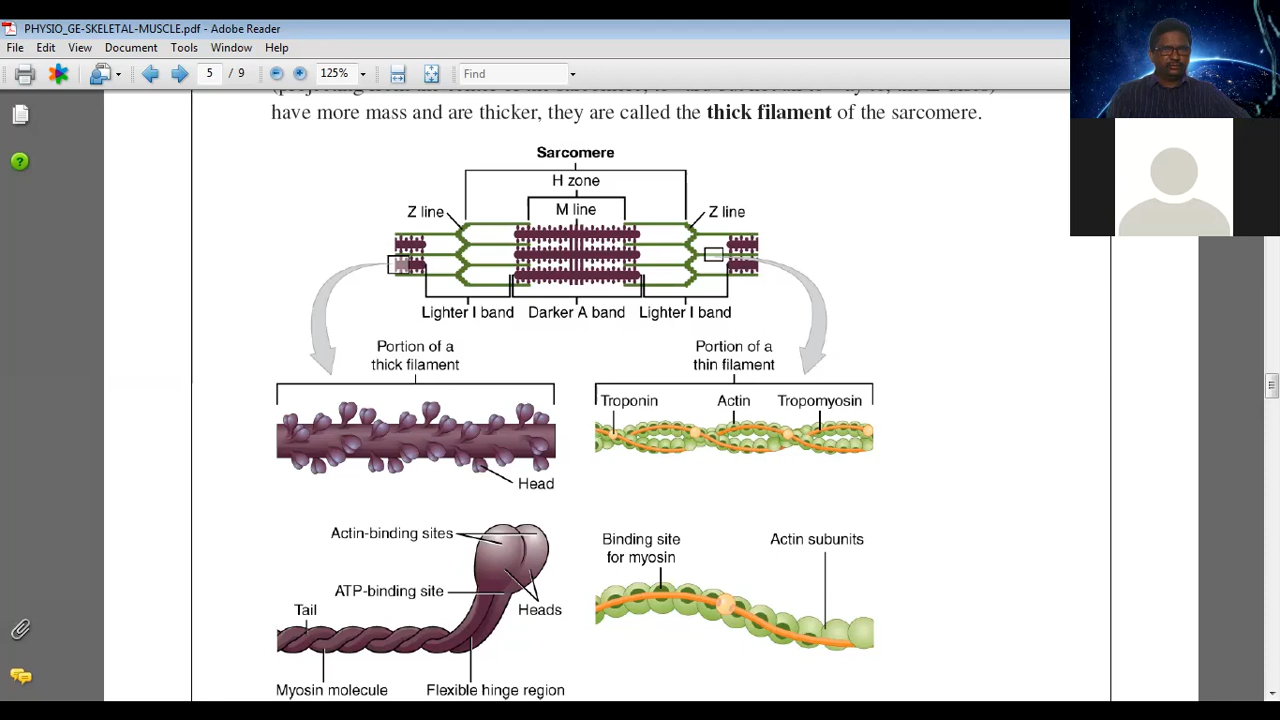 PHYSIO_GE-SKELETAL-MUSCLE.pdf - Adobe Reader
File Edit View Document Tools Window Help
5 / 9 125% Find
have more mass and are thicker, they are called the thick filament of the sarcomere.
Sarcomere
H zone
Z line M line Z line
Lighter I band Darker A band Lighter I band
Portion of a Portion of a
thick filament thin filament
Troponin Actin Tropomyosin
Head
Actin-binding sites Binding site Actin subunits
for myosin
ATP-binding site
Tail Heads
Myosin molecule Flexible hinge region